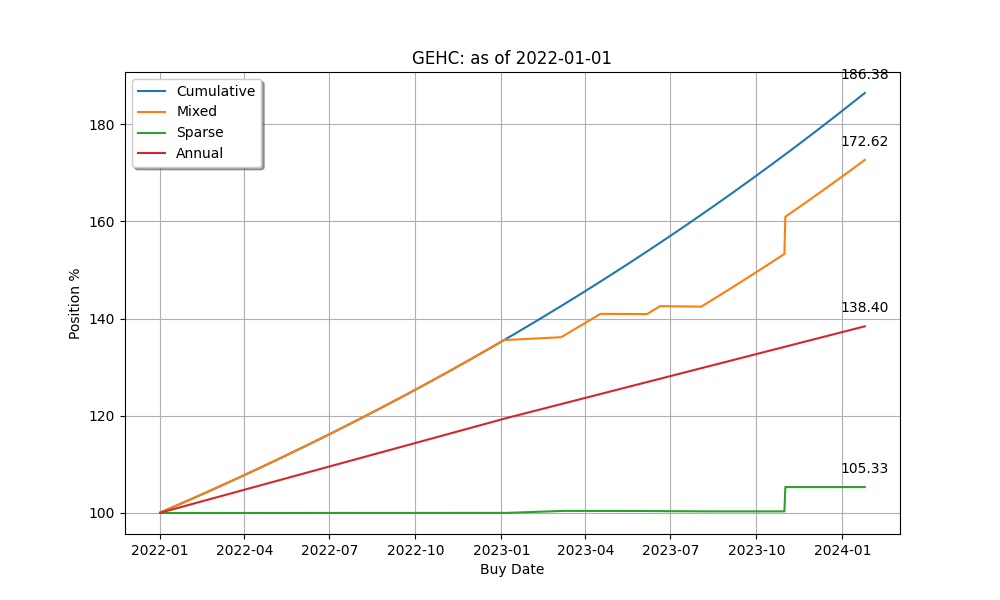 GEHC: as of 2022-01-01
Cumulative
Mixed
Sparse
Annual
186.38
172.62
138.40
105.33
180
160
140
120
100
Position %
2022-01 2022-04 2022-07 2022-10 2023-01 2023-04 2023-07 2023-10 2024-01
Buy Date